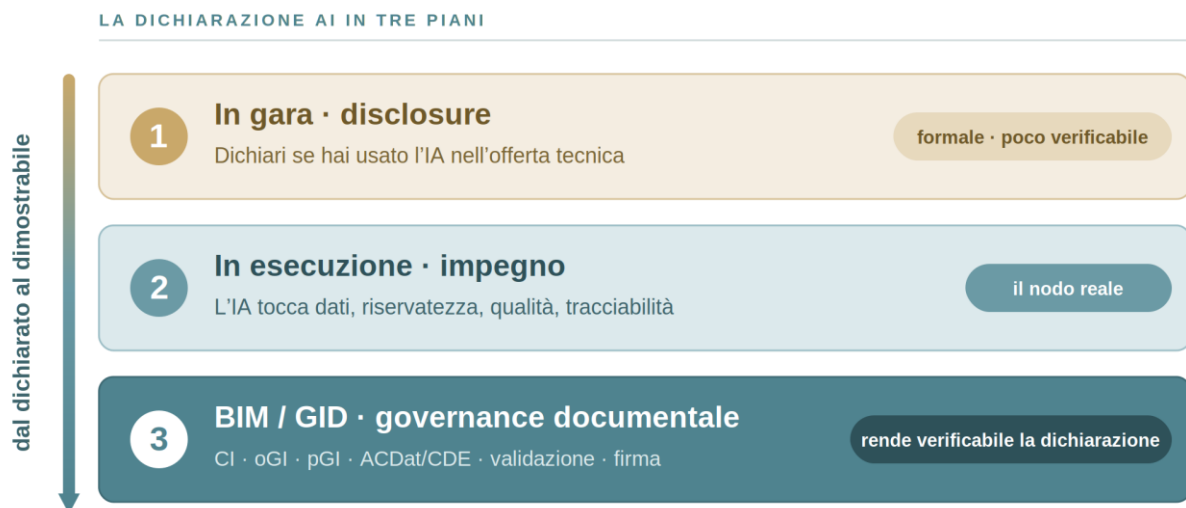 LA DICHIARAZIONE AI IN TRE PIANI
dal dichiarato al dimostrabile
1
In gara · disclosure
Dichiari se hai usato l’IA nell’offerta tecnica
formale · poco verificabile
2
In esecuzione · impegno
L’IA tocca dati, riservatezza, qualità, tracciabilità
il nodo reale
3
BIM / GID · governance documentale
CI · oGI · pGI · ACDat/CDE · validazione · firma
rende verificabile la dichiarazione